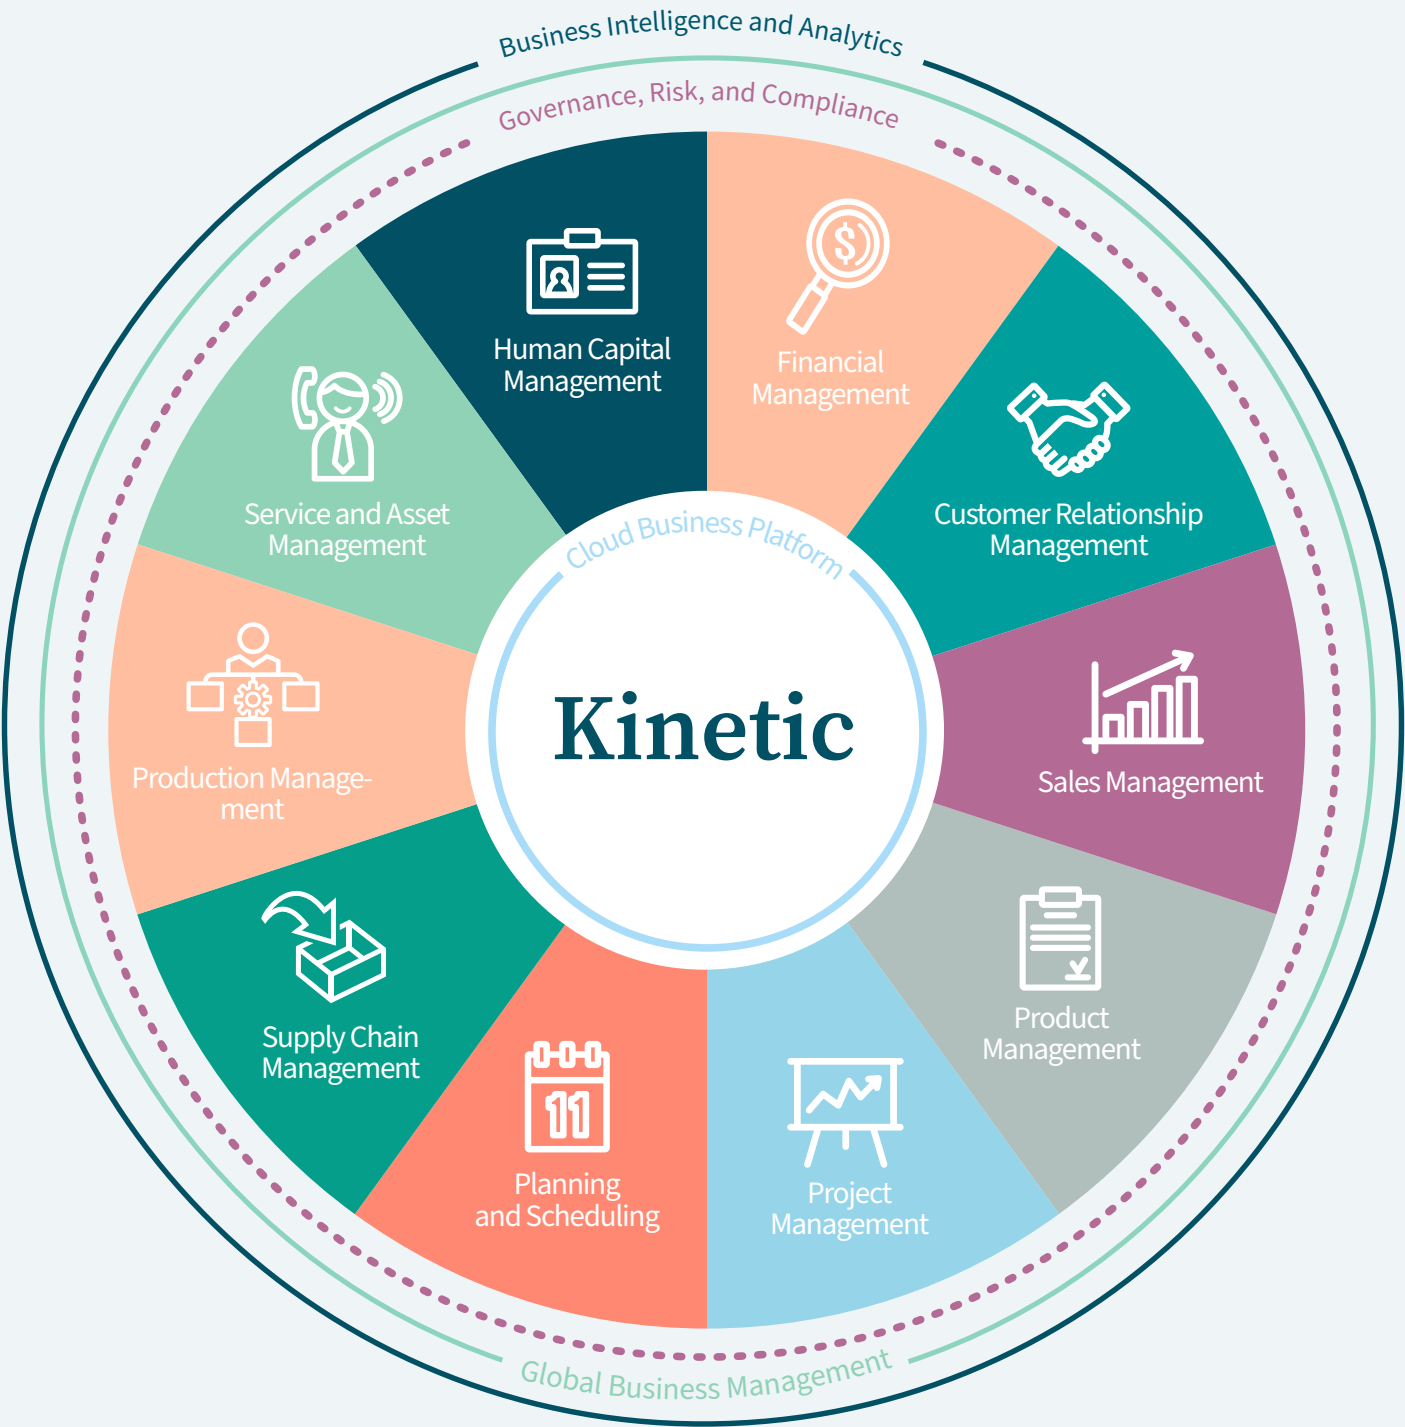 Business Intelligence and Analytics
Governance, Risk, and Compliance
Human Capital
Management
$
Financial
Management
Service and Asset
Management
Customer Relationship
Management
Cloud Business Platform
Kinetic
Production Manage-
ment
Sales Management
Supply Chain
Management
Product
Management
11
Planning
and Scheduling
Project
Management
Global Business Management